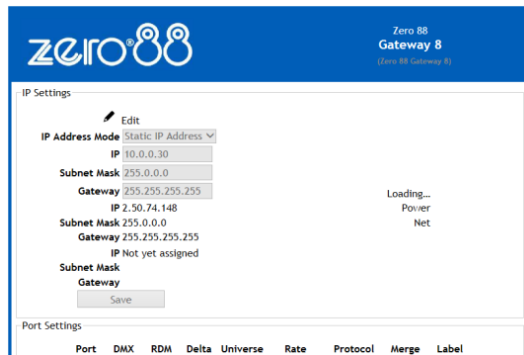 zero®88
Zero 88
Gateway 8
(Zero 88 Gateway 8)
IP Settings
Edit
IP Address Mode Static IP Address
IP 10.0.0.30
Subnet Mask 255.0.0.0
Gateway 255.255.255.255
Loading...
IP 2.50.74.148
Power
Subnet Mask 255.0.0.0
Net
Gateway 255.255.255.255
IP Not yet assigned
Subnet Mask
Gateway
Save
Port Settings
Port DMX RDM Delta Universe Rate Protocol Merge Label